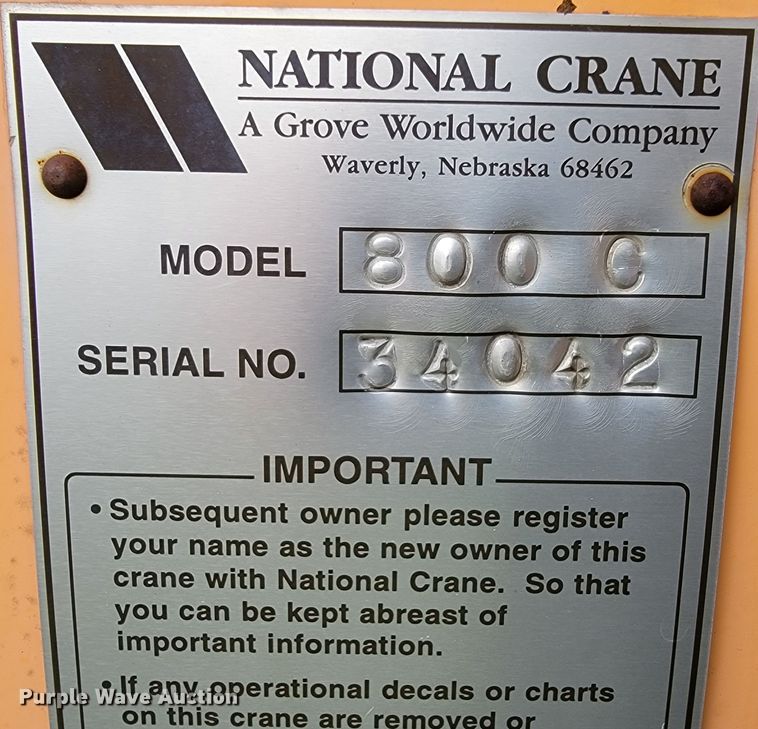 NATIONAL CRANE
A Grove Worldwide Company
Waverly, Nebraska 68462
MODEL 800 C
SERIAL NO. 34042
IMPORTANT
• Subsequent owner please register
your name as the new owner of this
crane with National Crane. So that
you can be kept abreast of
important information.
• If any operational decals or charts
on this crane are removed or
Purple Wave Auction